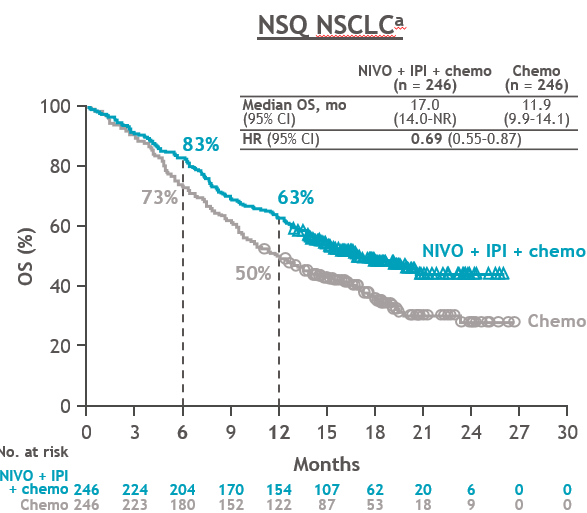 NSQ NSCLCª
NIVO + IPI + chemo
(n = 246)
Chemo
(n = 246)
Median OS, mo
(95% CI)
17.0
(14.0-NR)
11.9
(9.9-14.1)
HR (95% CI)
0.69 (0.55-0.87)
100
80
60
40
20
0
OS (%)
83%
73%
63%
50%
NIVO + IPI + chemo
Chemo
0 3 6 9 12 15 18 21 24 27 30
Months
No. at risk
NIVO + IPI
+ chemo 246 224 204 170 154 107 62 20 6 0 0
Chemo 246 223 180 152 122 87 53 18 9 0 0